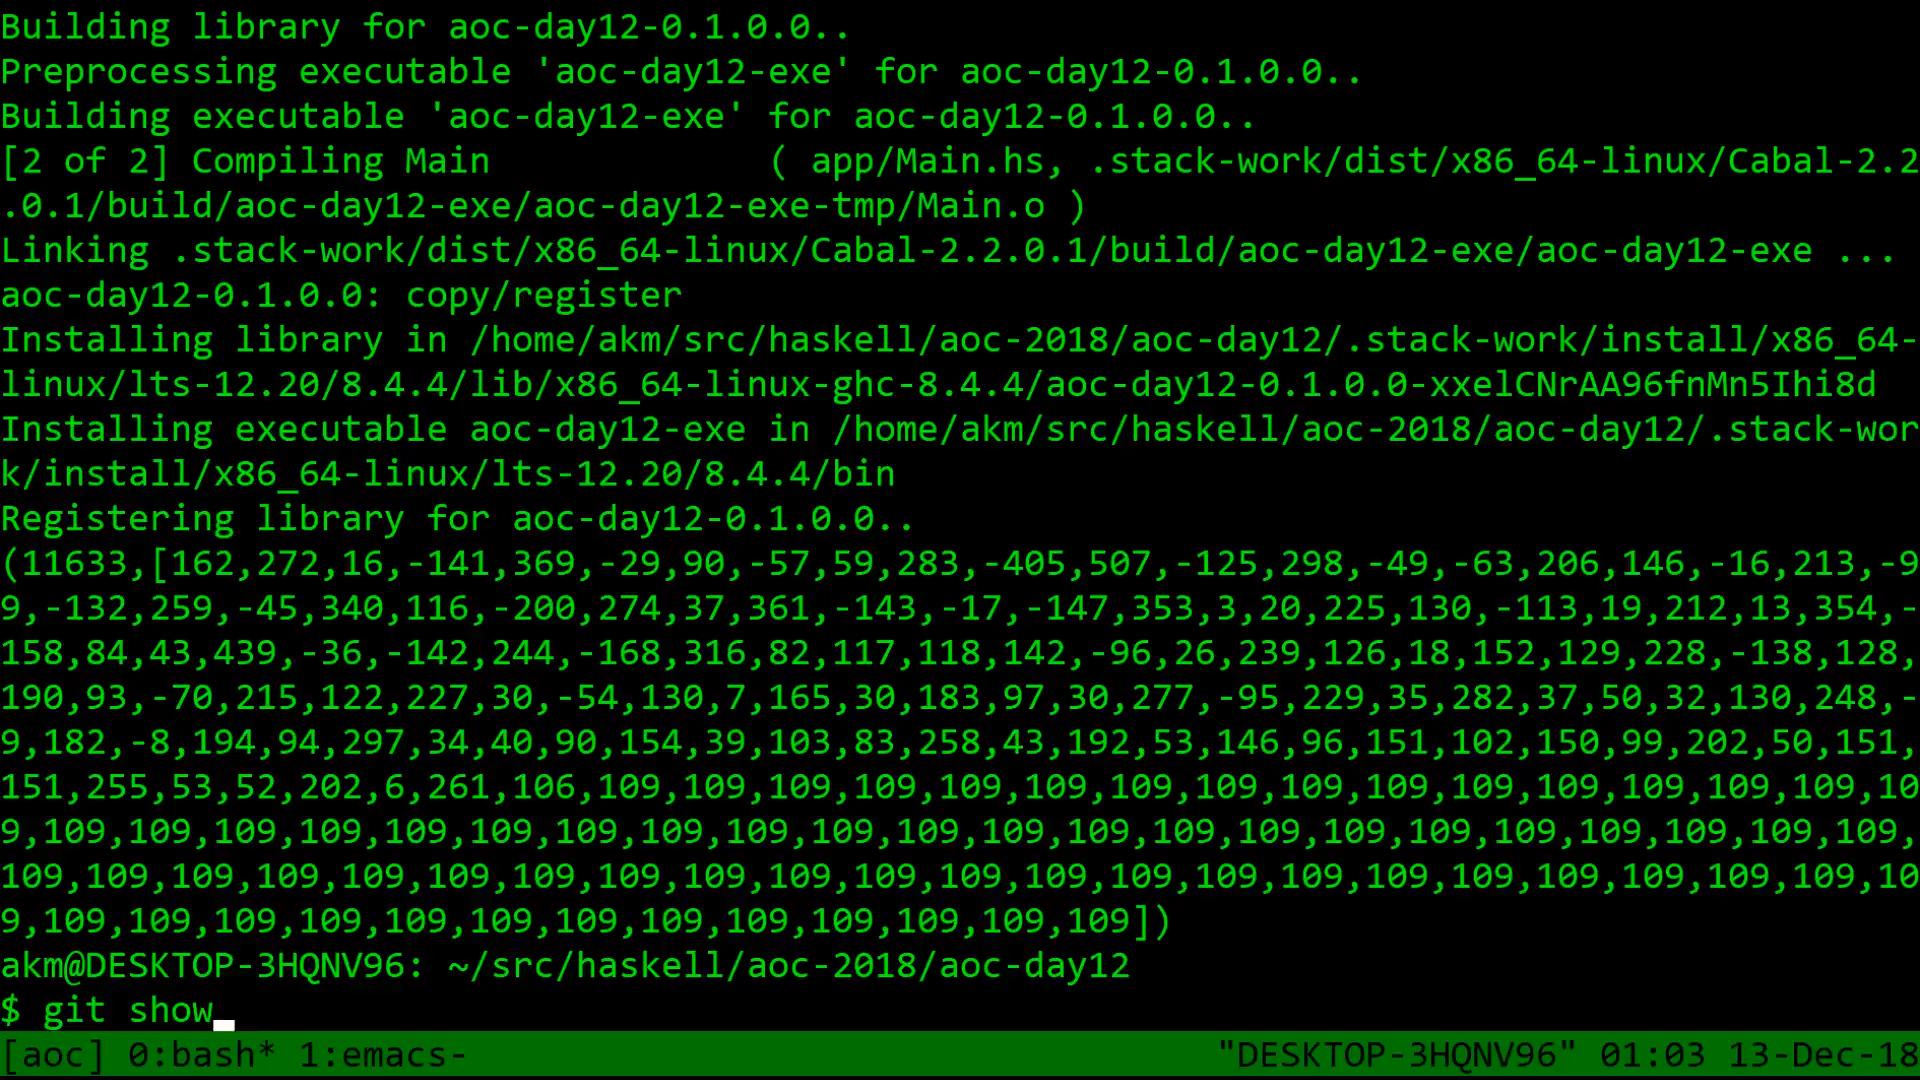 Building library for aoc-day12-0.1.0.0..
Preprocessing executable 'aoc-day12-exe' for aoc-day12-0.1.0.0..
Building executable 'aoc-day12-exe' for aoc-day12-0.1.0.0..
[2 of 2] Compiling Main             ( app/Main.hs, .stack-work/dist/x86_64-linux/Cabal-2.2
.0.1/build/aoc-day12-exe/aoc-day12-exe-tmp/Main.o )
Linking .stack-work/dist/x86_64-linux/Cabal-2.2.0.1/build/aoc-day12-exe/aoc-day12-exe ...
aoc-day12-0.1.0.0: copy/register
Installing library in /home/akm/src/haskell/aoc-2018/aoc-day12/.stack-work/install/x86_64-
linux/lts-12.20/8.4.4/lib/x86_64-linux-ghc-8.4.4/aoc-day12-0.1.0.0-xxelCNrAA96fnMn5Ihi8d
Installing executable aoc-day12-exe in /home/akm/src/haskell/aoc-2018/aoc-day12/.stack-wor
k/install/x86_64-linux/lts-12.20/8.4.4/bin
Registering library for aoc-day12-0.1.0.0..
(11633,[162,272,16,-141,369,-29,90,-57,59,283,-405,507,-125,298,-49,-63,206,146,-16,213,-9
9,-132,259,-45,340,116,-200,274,37,361,-143,-17,-147,353,3,20,225,130,-113,19,212,13,354,-
158,84,43,439,-36,-142,244,-168,316,82,117,118,142,-96,26,239,126,18,152,129,228,-138,128,
190,93,-70,215,122,227,30,-54,130,7,165,30,183,97,30,277,-95,229,35,282,37,50,32,130,248,-
9,182,-8,194,94,297,34,40,90,154,39,103,83,258,43,192,53,146,96,151,102,150,99,202,50,151,
151,255,53,52,202,6,261,106,109,109,109,109,109,109,109,109,109,109,109,109,109,109,109,10
9,109,109,109,109,109,109,109,109,109,109,109,109,109,109,109,109,109,109,109,109,109,109,
109,109,109,109,109,109,109,109,109,109,109,109,109,109,109,109,109,109,109,109,109,109,10
9,109,109,109,109,109,109,109,109,109,109,109,109,109])
akm@DESKTOP-3HQNV96: ~/src/haskell/aoc-2018/aoc-day12
$ git show
[aoc] 0:bash* 1:emacs- "DESKTOP-3HQNV96" 01:03 13-Dec-18